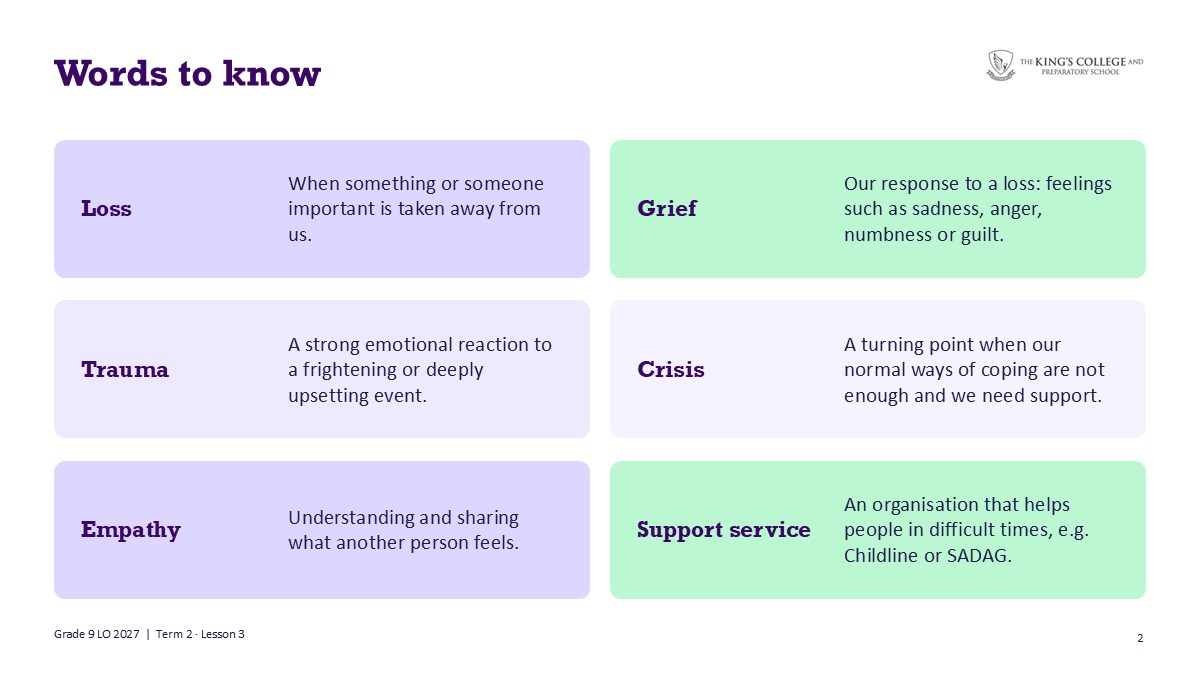 Words to know
THE KING'S COLLEGE AND
PREPARATORY SCHOOL
Loss
When something or someone
important is taken away from
us.
Grief
Our response to a loss: feelings
such as sadness, anger,
numbness or guilt.
Trauma
A strong emotional reaction to
a frightening or deeply
upsetting event.
Crisis
A turning point when our
normal ways of coping are not
enough and we need support.
Empathy
Understanding and sharing
what another person feels.
Support service
An organisation that helps
people in difficult times, e.g.
Childline or SADAG.
Grade 9 LO 2027 | Term 2 · Lesson 3
2